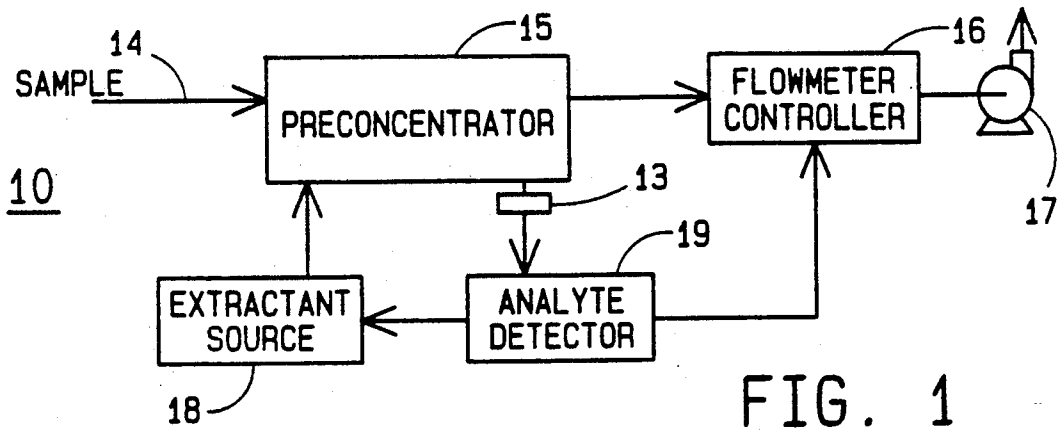 14
15
16
SAMPLE
PRECONCENTRATOR
FLOWMETER
CONTROLLER
10
13
17
19
EXTRACTANT
SOURCE
ANALYTE
DETECTOR
18
FIG. 1